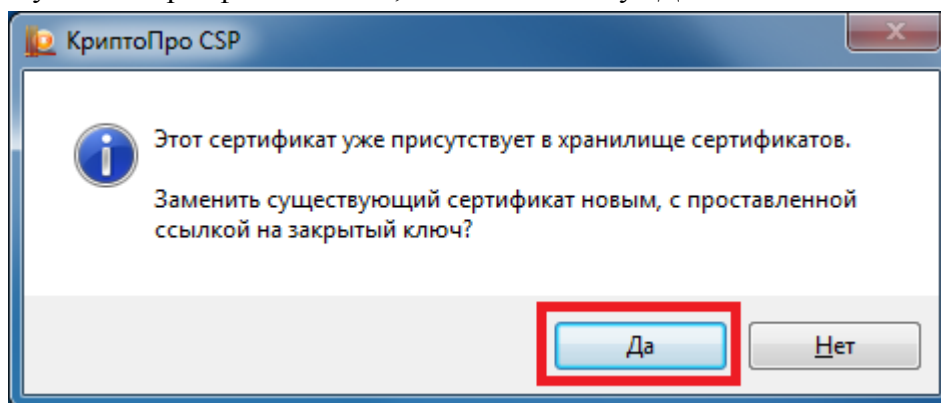 КриптоПро CSP
Этот сертификат уже присутствует в хранилище сертификатов.
Заменить существующий сертификат новым, с проставленной
ссылкой на закрытый ключ?
Да
Нет